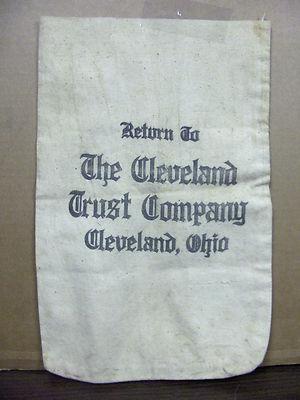 Return To
The Cleveland
Trust Company
Cleveland, Ohio